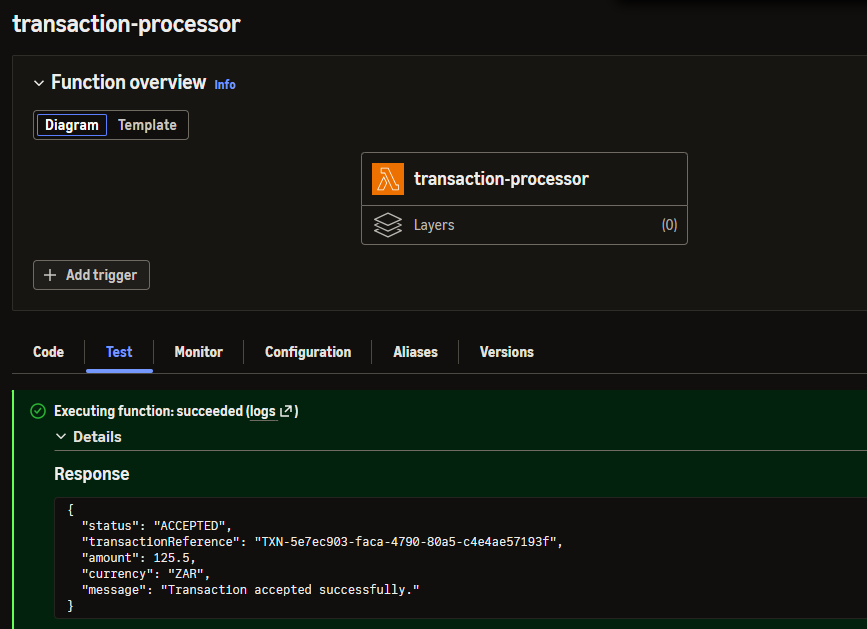 transaction-processor
Function overview Info
Diagram Template
transaction-processor
Layers (0)
+ Add trigger
Code Test Monitor Configuration Aliases Versions
Executing function: succeeded (logs)
Details
Response
{
  "status": "ACCEPTED",
  "transactionReference": "TXN-5e7ec903-faca-4790-80a5-c4e4ae57193f",
  "amount": 125.5,
  "currency": "ZAR",
  "message": "Transaction accepted successfully."
}